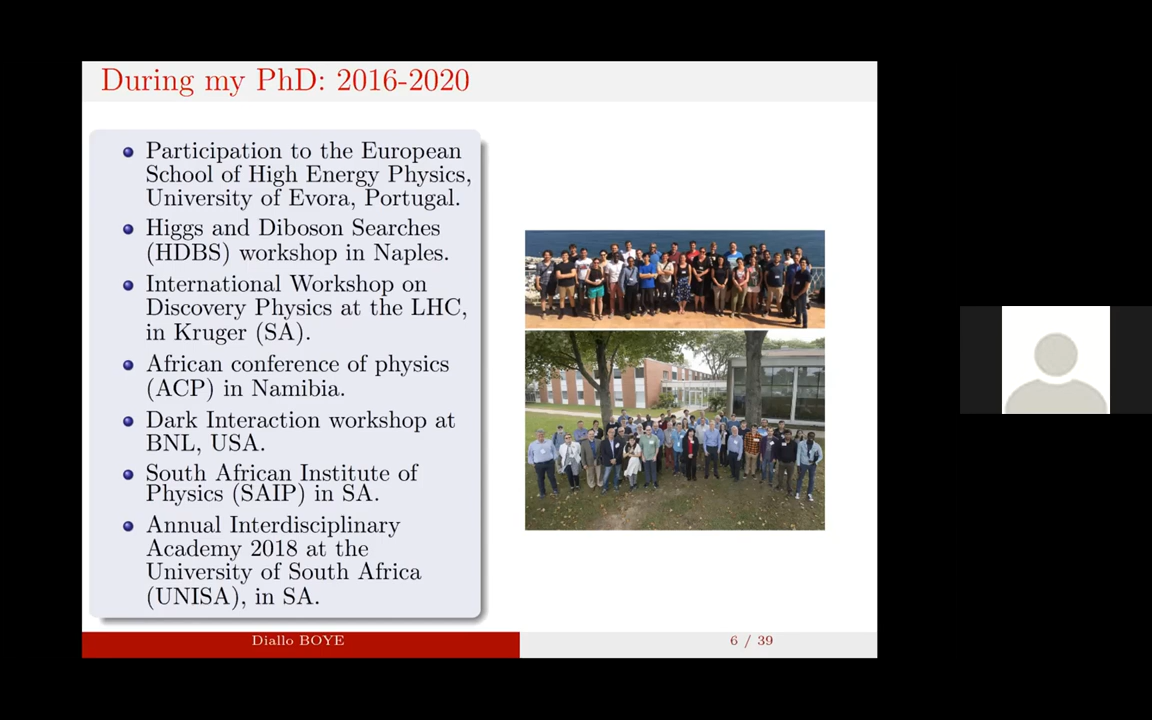 During my PhD: 2016-2020
Participation to the European
School of High Energy Physics,
University of Evora, Portugal.
Higgs and Diboson Searches
(HDBS) workshop in Naples.
International Workshop on
Discovery Physics at the LHC,
in Kruger (SA).
African conference of physics
(ACP) in Namibia.
Dark Interaction workshop at
BNL, USA.
South African Institute of
Physics (SAIP) in SA.
Annual Interdisciplinary
Academy 2018 at the
University of South Africa
(UNISA), in SA.
Diallo BOYE
6 / 39